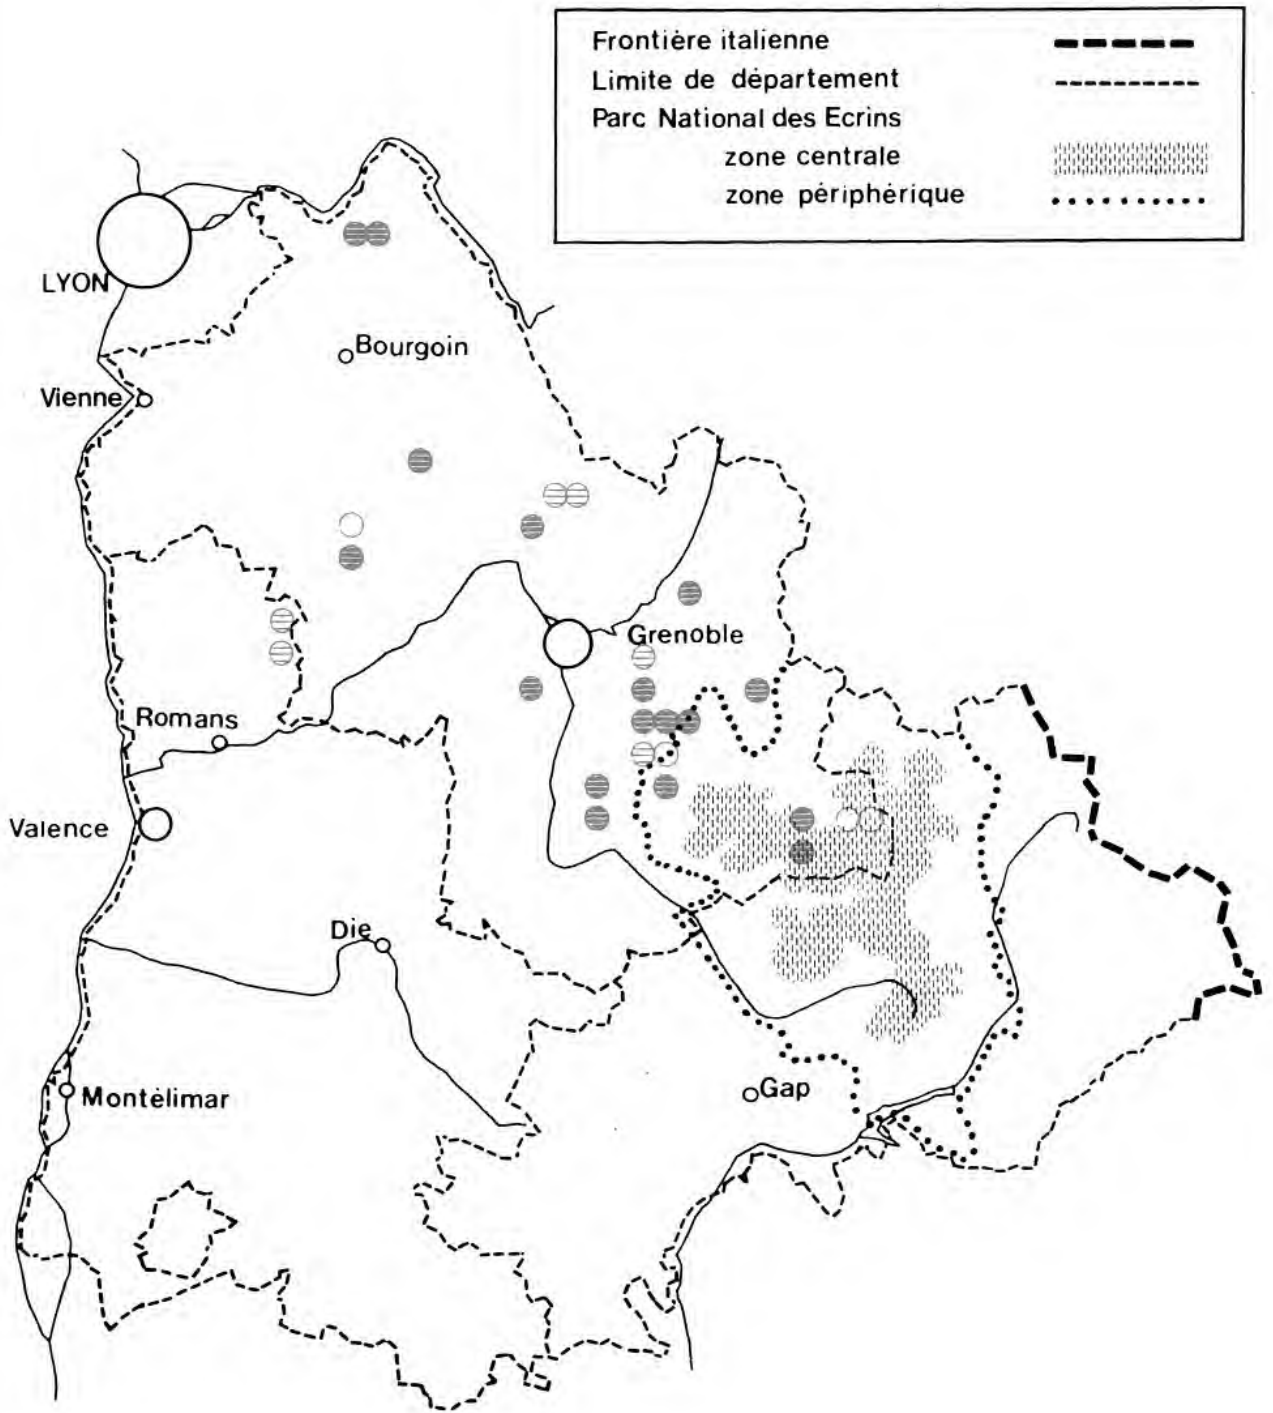 Frontière italienne
Limite de département
Parc National des Ecrins
zone centrale
zone périphérique
LYON
Bourgoin
Vienne
Grenoble
Romans
Valence
Die
Montélimar
Gap